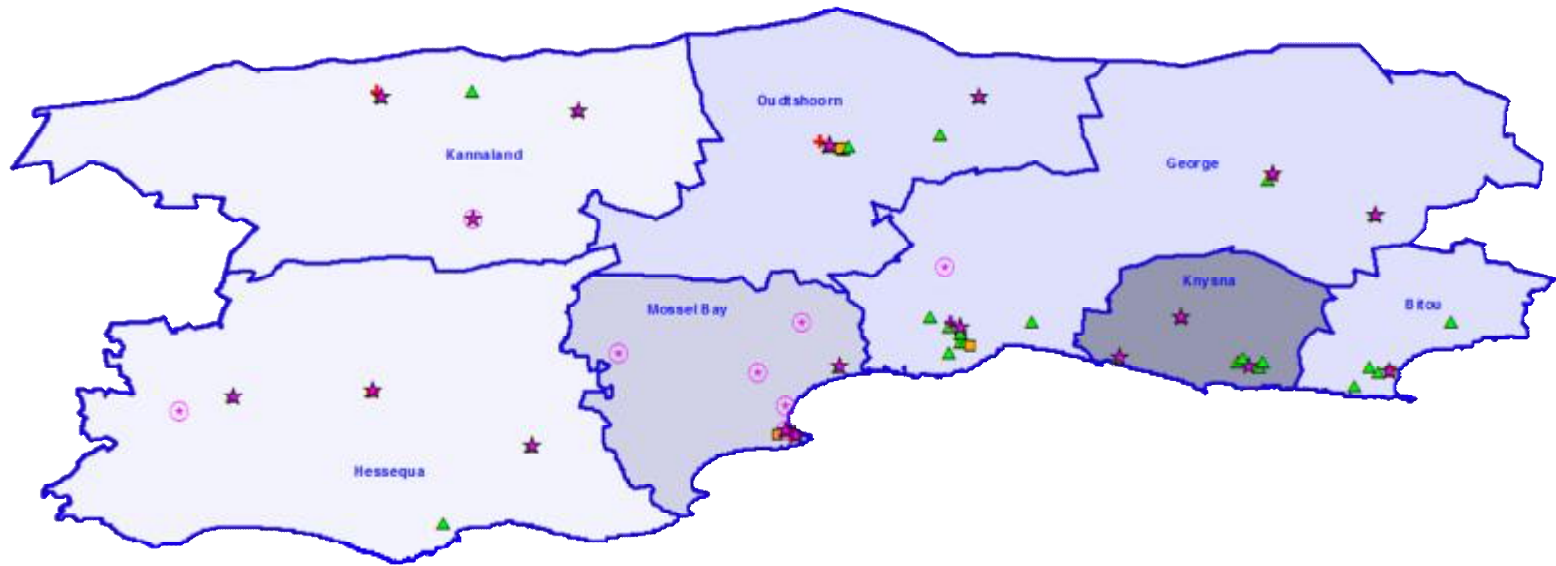 Oudtshoorn
Kannaland
George
Knysna
Mossel Bay
Bitou
Hessequa